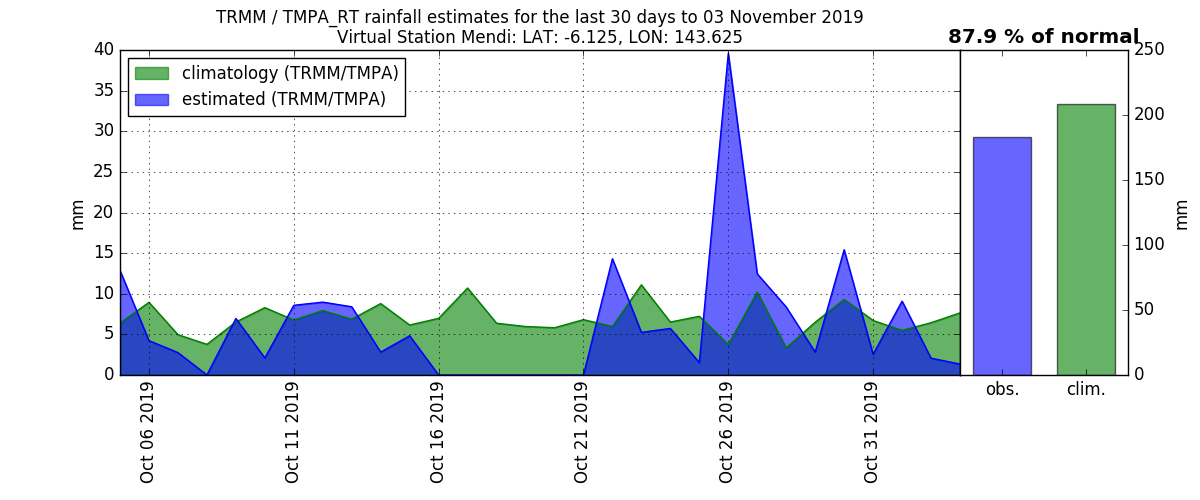 TRMM / TMPA_RT rainfall estimates for the last 30 days to 03 November 2019
Virtual Station Mendi: LAT: -6.125, LON: 143.625
87.9 % of normal
climatology (TRMM/TMPA)
estimated (TRMM/TMPA)
40
35
30
25
20
15
10
5
0
mm
Oct 06 2019
Oct 11 2019
Oct 16 2019
Oct 21 2019
Oct 26 2019
Oct 31 2019
obs.
clim.
250
200
150
100
50
0
mm